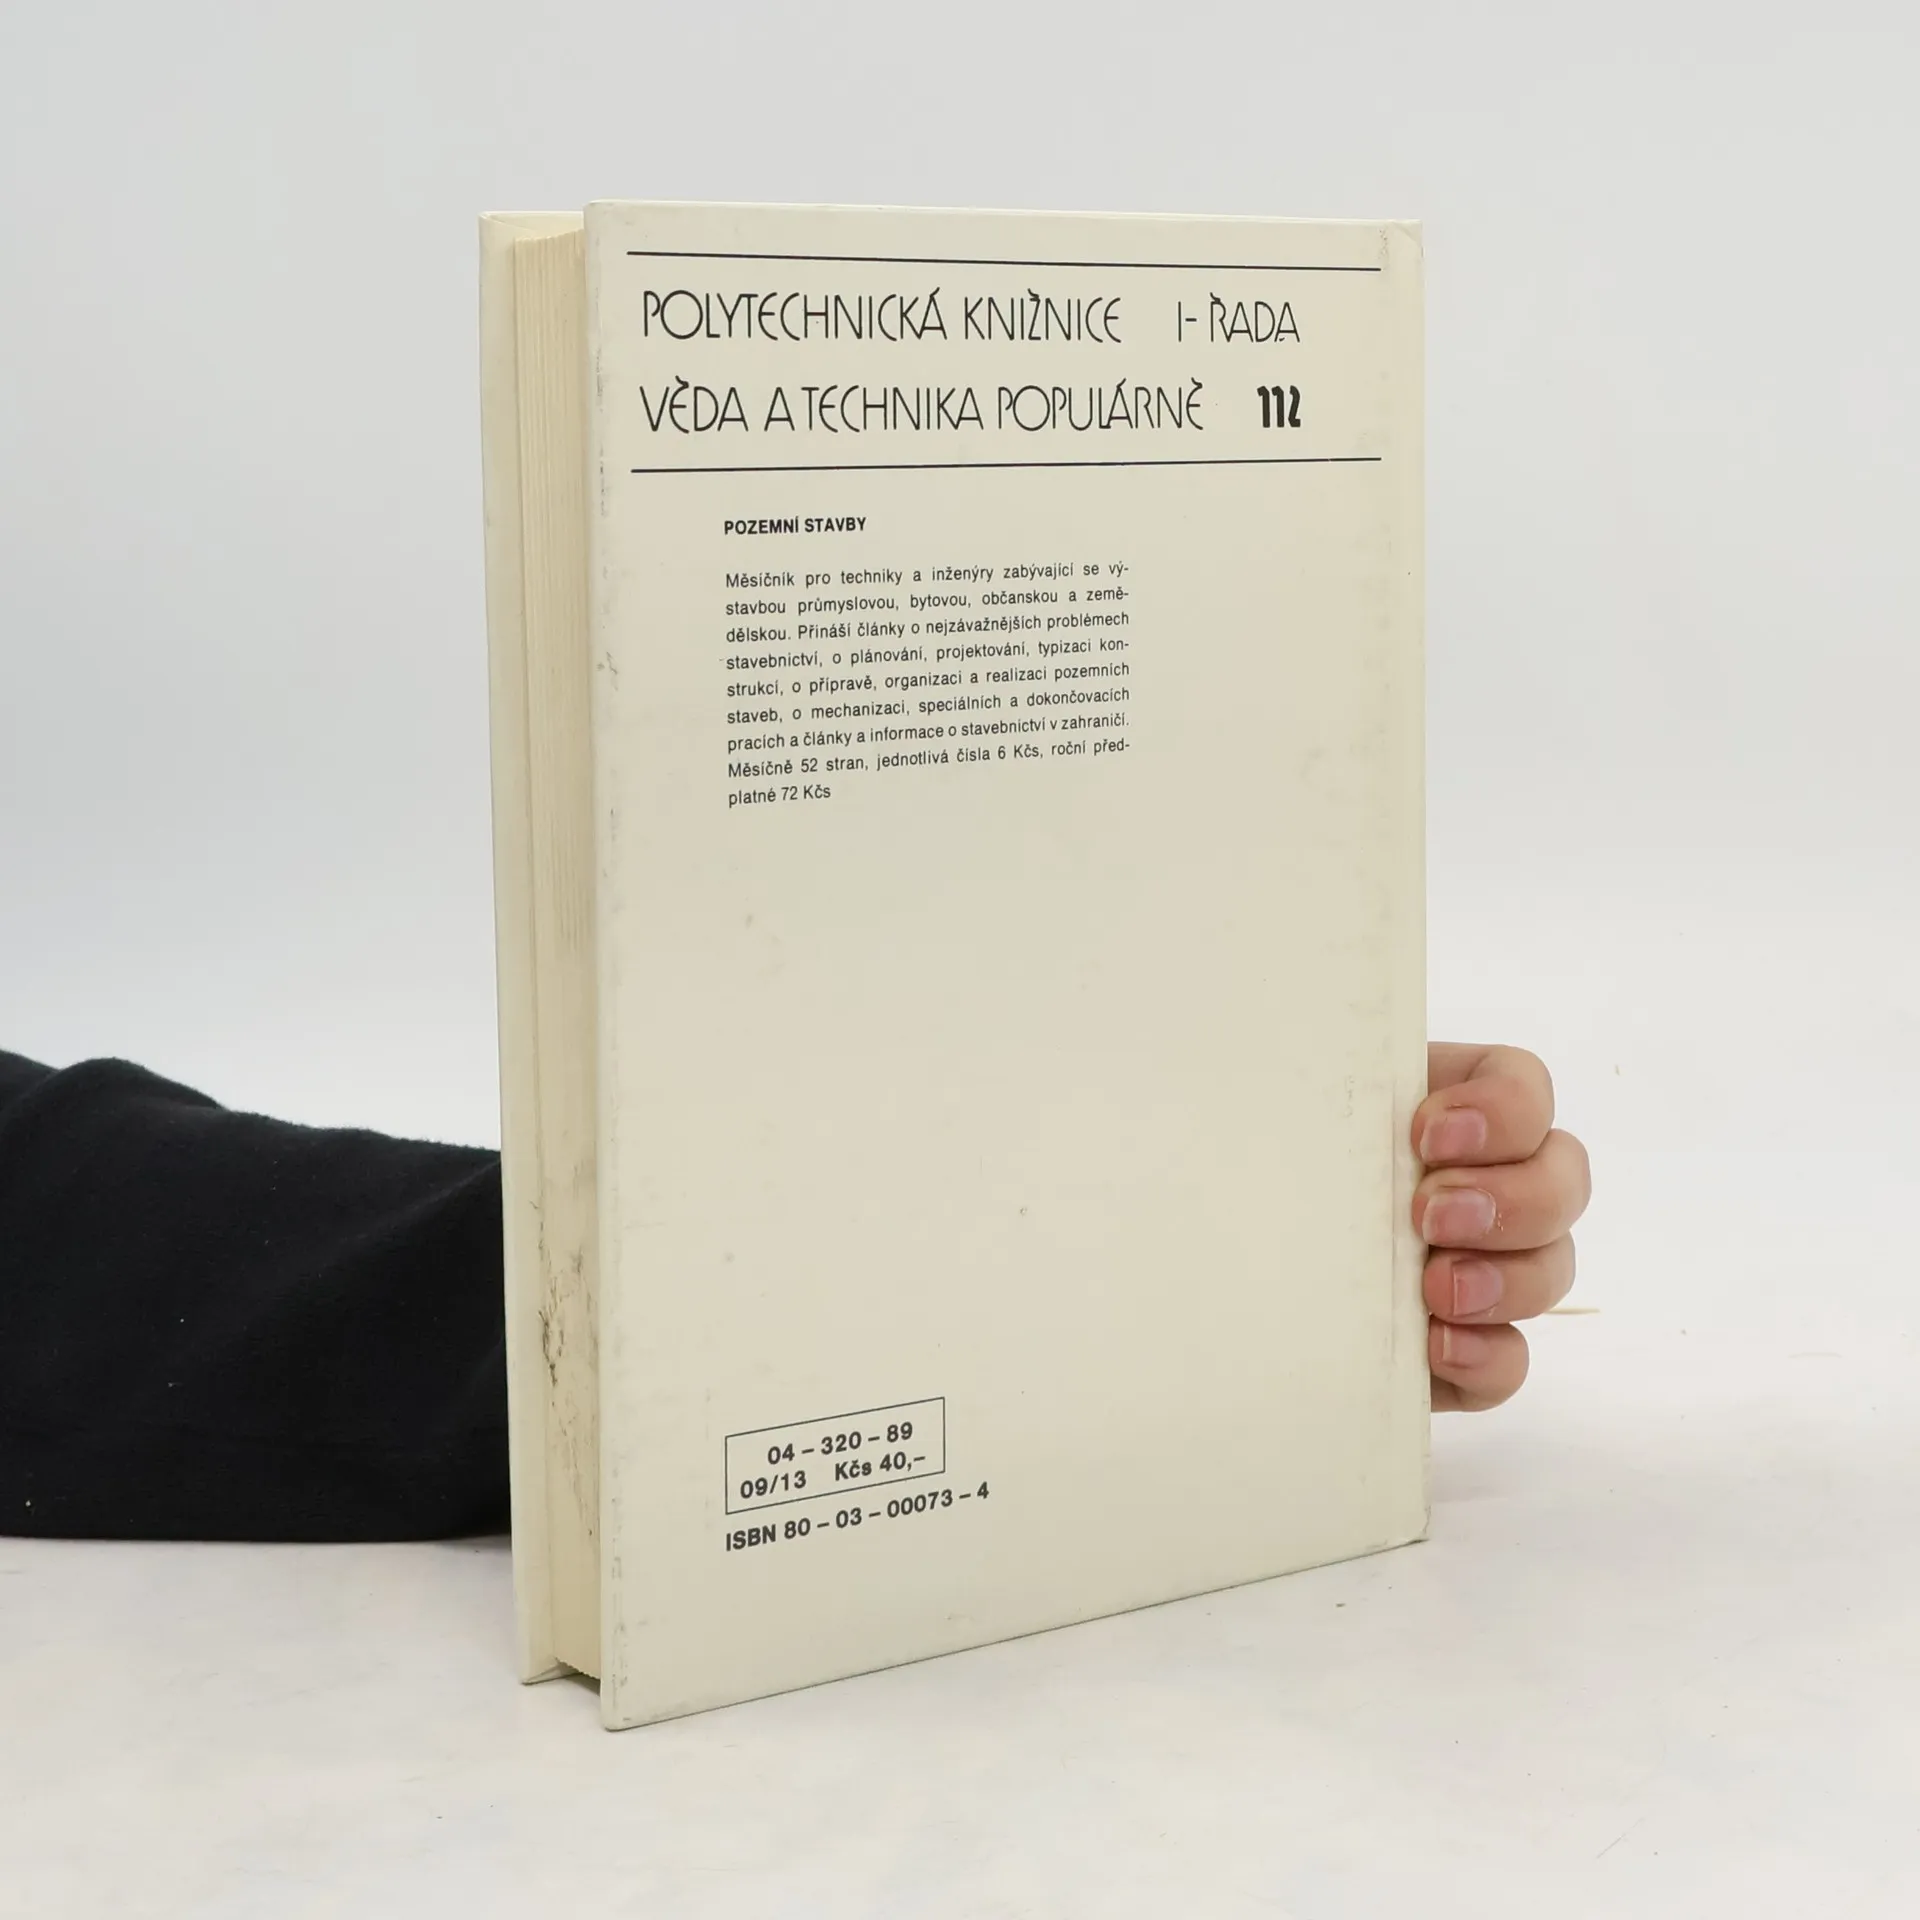 POLYTECHNICKÁ KNIŽNICE I-ŘADA
VĚDA A TECHNIKA POPULÁRNĚ 112
POZEMNÍ STAVBY
Měsíčník pro techniky a inženýry zabývající se vý-
stavbou průmyslovou, bytovou, občanskou a země-
dělskou. Přináší články o nejzávažnějších problémech
stavebnictví, o plánování, projektování, typizaci kon-
strukcí, o přípravě, organizaci a realizaci pozemních
staveb, o mechanizaci, speciálních a dokončovacích
pracích a články a informace o stavebnictví v zahraničí.
Měsíčně 52 stran, jednotlivá čísla 6 Kčs, roční před-
platné 72 Kčs
04 – 320 – 89
09/13 Kčs 40,–
ISBN 80 – 03 – 00073 – 4